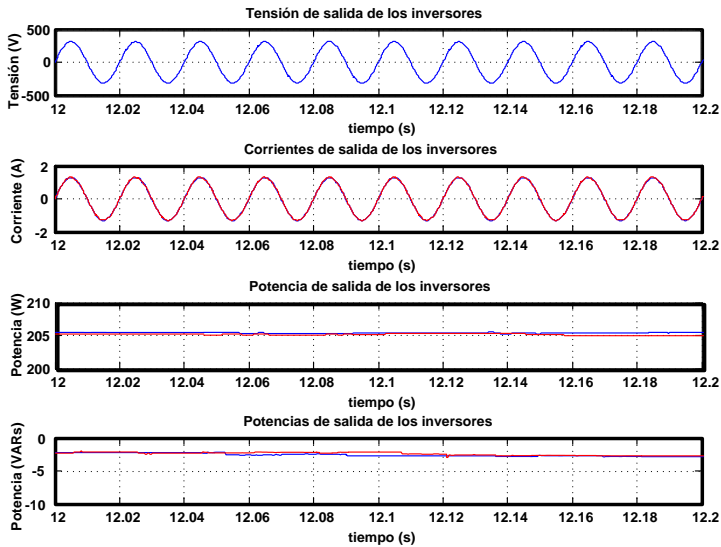 Tensión de salida de los inversores
Tensión (V)
500
0
-500
12 12.02 12.04 12.06 12.08 12.1 12.12 12.14 12.16 12.18 12.2
tiempo (s)
Corrientes de salida de los inversores
Corriente (A)
2
0
-2
12 12.02 12.04 12.06 12.08 12.1 12.12 12.14 12.16 12.18 12.2
tiempo (s)
Potencia de salida de los inversores
Potencia (W)
210
205
200
12 12.02 12.04 12.06 12.08 12.1 12.12 12.14 12.16 12.18 12.2
tiempo (s)
Potencias de salida de los inversores
Potencia (VARs)
0
-5
-10
12 12.02 12.04 12.06 12.08 12.1 12.12 12.14 12.16 12.18 12.2
tiempo (s)